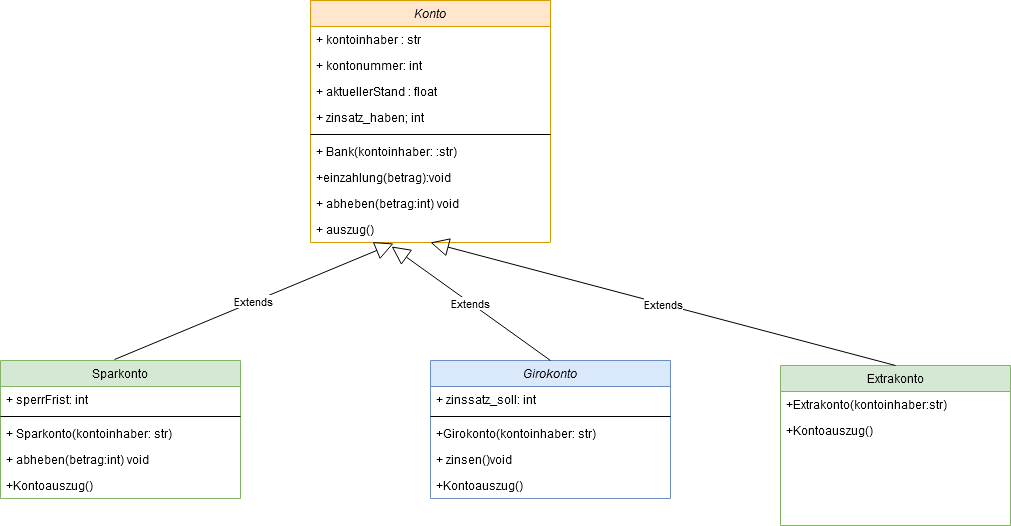 Konto
+ kontoinhaber : str
+ kontonummer: int
+ aktuellerStand : float
+ zinsatz_haben; int
+ Bank(kontoinhaber: :str)
+einzahlung(betrag):void
+ abheben(betrag:int) void
+ auszug()
Extends
Extends
Extends
Sparkonto
+ sperrFrist: int
+ Sparkonto(kontoinhaber: str)
+ abheben(betrag:int) void
+Kontoauszug()
Girokonto
+ zinssatz_soll: int
+Girokonto(kontoinhaber: str)
+ zinsen()void
+Kontoauszug()
Extrakonto
+Extrakonto(kontoinhaber:str)
+Kontoauszug()